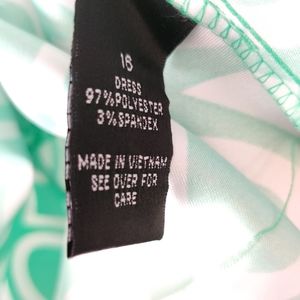 16
DRESS
97%POLYESTER
3%SPANDEX
MADE IN VIETNAM
SEE OVER FOR
CARE